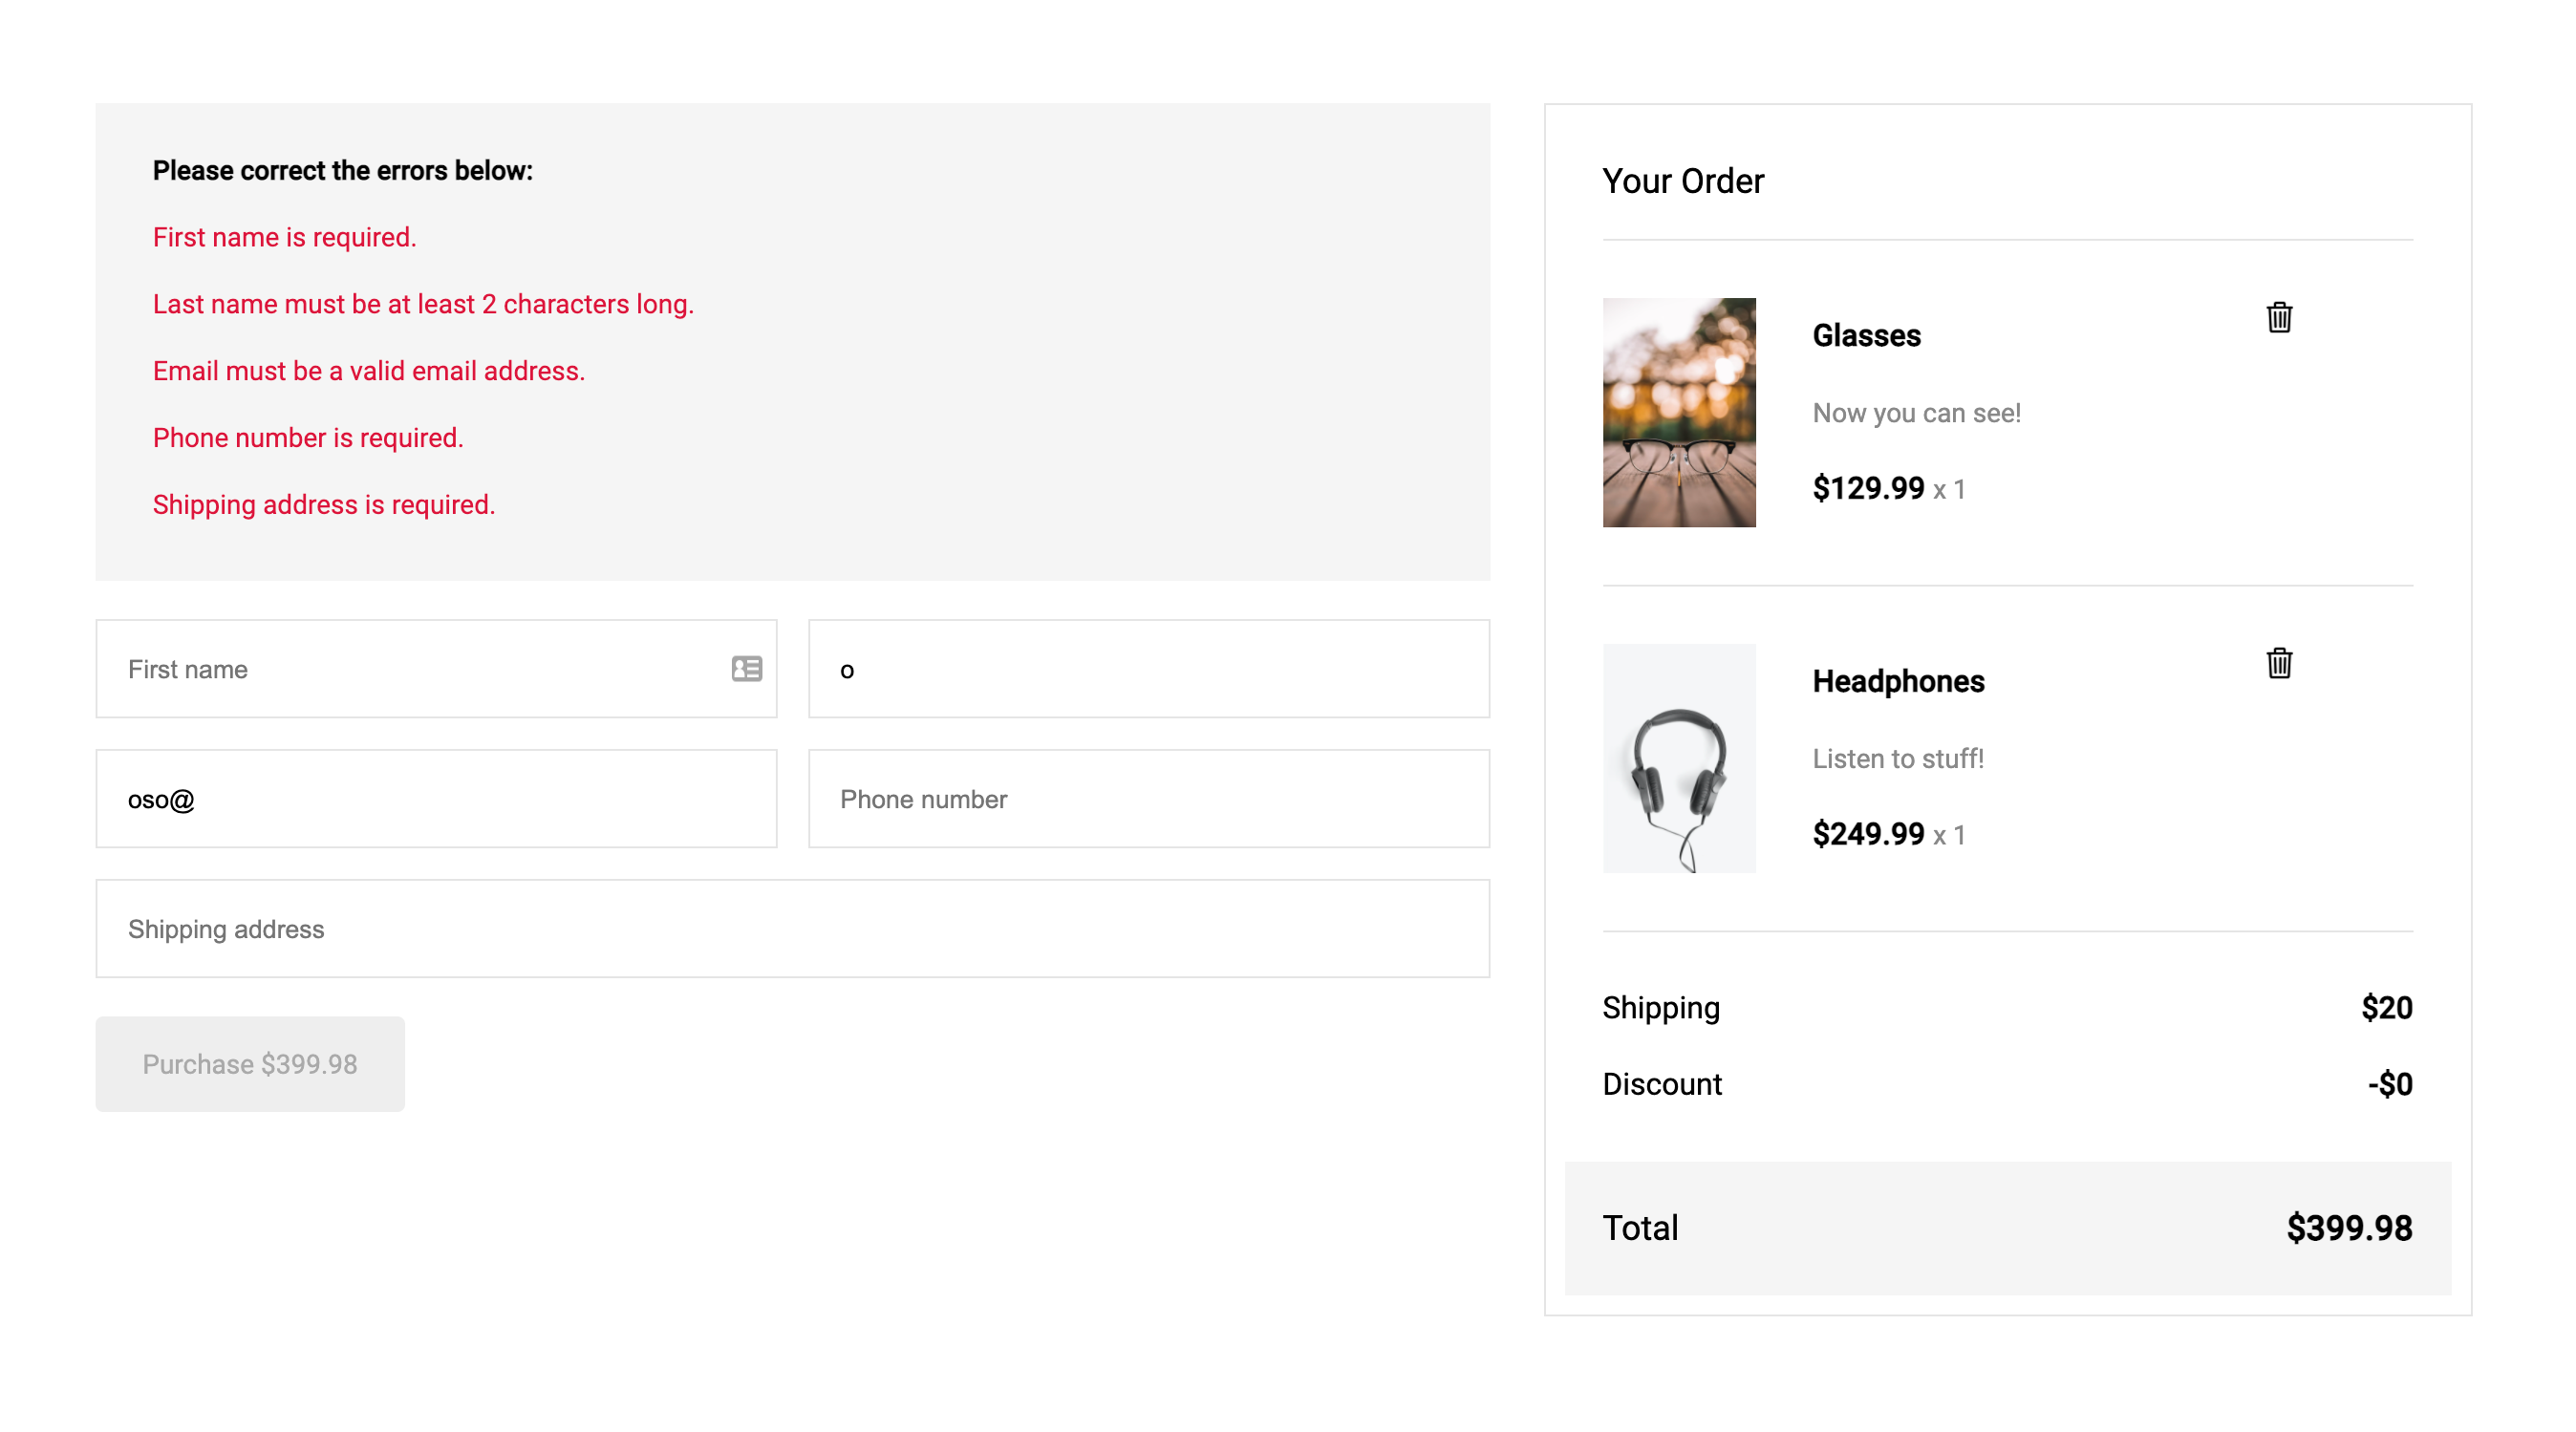 Please correct the errors below:
First name is required.
Last name must be at least 2 characters long.
Email must be a valid email address.
Phone number is required.
Shipping address is required.
First name
o
oso@
Phone number
Shipping address
Purchase $399.98
Your Order
Glasses
Now you can see!
$129.99 x 1
Headphones
Listen to stuff!
$249.99 x 1
Shipping $20
Discount -$0
Total $399.98